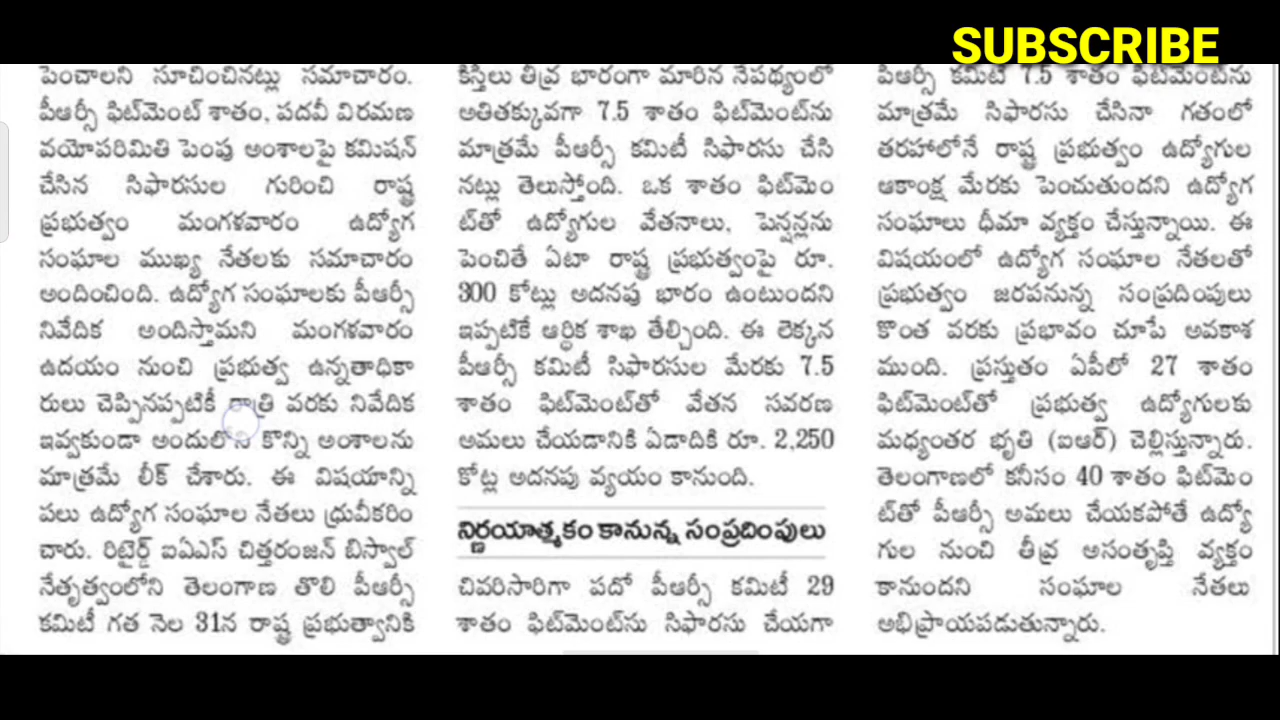 SUBSCRIBE
పెంచాలని సూచించినట్లు సమాచారం.
పీఆర్సీ ఫిట్‌మెంట్ శాతం, పదవీ విరమణ
వయోపరిమితి పెంపు అంశాలపై కమిషన్
చేసిన సిఫారసుల గురించి రాష్ట్ర
ప్రభుత్వం మంగళవారం ఉద్యోగ
సంఘాల ముఖ్య నేతలకు సమాచారం
అందించింది. ఉద్యోగ సంఘాలకు పీఆర్సీ
నివేదిక అందిస్తామని మంగళవారం
ఉదయం నుంచి ప్రభుత్వ ఉన్నతాధికా
రులు చెప్పినప్పటికీ రాత్రి వరకు నివేదిక
ఇవ్వకుండా అందులోని కొన్ని అంశాలను
మాత్రమే లీక్ చేశారు. ఈ విషయాన్ని
పలు ఉద్యోగ సంఘాల నేతలు ధ్రువీకరిం
చారు. రిటైర్డ్ ఐఏఎస్ చిత్తరంజన్ బిస్వాల్
నేతృత్వంలోని తెలంగాణ తొలి పీఆర్సీ
కమిటీ గత నెల 31న రాష్ట్ర ప్రభుత్వానికి
కిస్తీలు తీవ్ర భారంగా మారిన నేపథ్యంలో
అతితక్కువగా 7.5 శాతం ఫిట్‌మెంట్‌ను
మాత్రమే పీఆర్సీ కమిటీ సిఫారసు చేసి
నట్లు తెలుస్తోంది. ఒక శాతం ఫిట్‌మెం
ట్‌తో ఉద్యోగుల వేతనాలు, పెన్షన్లను
పెంచితే ఏటా రాష్ట్ర ప్రభుత్వంపై రూ.
300 కోట్లు అదనపు భారం ఉంటుందని
ఇప్పటికే ఆర్థిక శాఖ తేల్చింది. ఈ లెక్కన
పీఆర్సీ కమిటీ సిఫారసుల మేరకు 7.5
శాతం ఫిట్‌మెంట్‌తో వేతన సవరణ
అమలు చేయడానికి ఏడాదికి రూ. 2,250
కోట్ల అదనపు వ్యయం కానుంది.
నిర్ణయాత్మకం కానున్న సంప్రదింపులు
చివరిసారిగా పదో పీఆర్సీ కమిటీ 29
శాతం ఫిట్‌మెంట్‌ను సిఫారసు చేయగా
పీఆర్సీ కమిటీ 7.5 శాతం ఫిట్‌మెంట్‌ను
మాత్రమే సిఫారసు చేసినా గతంలో
తరహాలోనే రాష్ట్ర ప్రభుత్వం ఉద్యోగుల
ఆకాంక్ష మేరకు పెంచుతుందని ఉద్యోగ
సంఘాలు ధీమా వ్యక్తం చేస్తున్నాయి. ఈ
విషయంలో ఉద్యోగ సంఘాల నేతలతో
ప్రభుత్వం జరపనున్న సంప్రదింపులు
కొంత వరకు ప్రభావం చూపే అవకాశ
ముంది. ప్రస్తుతం ఏపీలో 27 శాతం
ఫిట్‌మెంట్‌తో ప్రభుత్వ ఉద్యోగులకు
మధ్యంతర భృతి (ఐఆర్) చెల్లిస్తున్నారు.
తెలంగాణలో కనీసం 40 శాతం ఫిట్‌మెం
ట్‌తో పీఆర్సీ అమలు చేయకపోతే ఉద్యో
గుల నుంచి తీవ్ర అసంతృప్తి వ్యక్తం
కానుందని సంఘాల నేతలు
అభిప్రాయపడుతున్నారు.